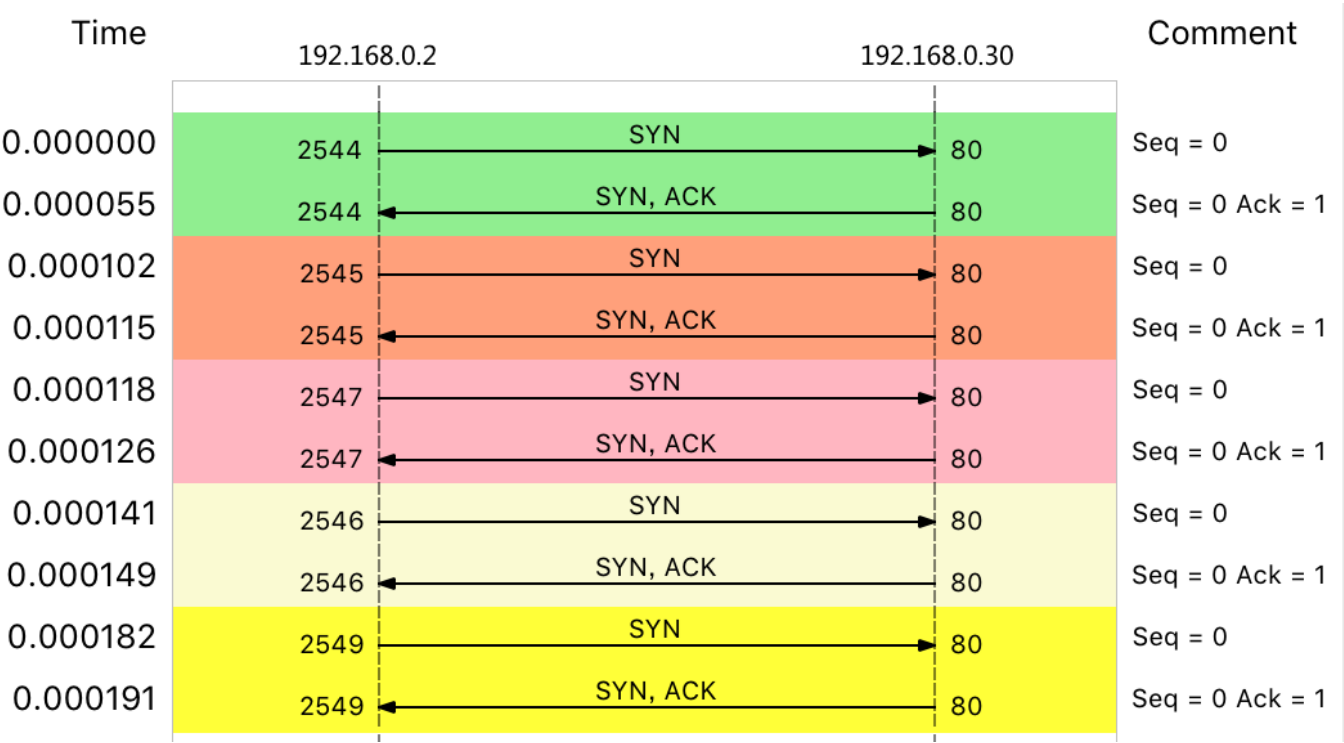 Time 192.168.0.2 192.168.0.30 Comment
0.000000 2544 SYN 80 Seq = 0
0.000055 2544 SYN, ACK 80 Seq = 0 Ack = 1
0.000102 2545 SYN 80 Seq = 0
0.000115 2545 SYN, ACK 80 Seq = 0 Ack = 1
0.000118 2547 SYN 80 Seq = 0
0.000126 2547 SYN, ACK 80 Seq = 0 Ack = 1
0.000141 2546 SYN 80 Seq = 0
0.000149 2546 SYN, ACK 80 Seq = 0 Ack = 1
0.000182 2549 SYN 80 Seq = 0
0.000191 2549 SYN, ACK 80 Seq = 0 Ack = 1